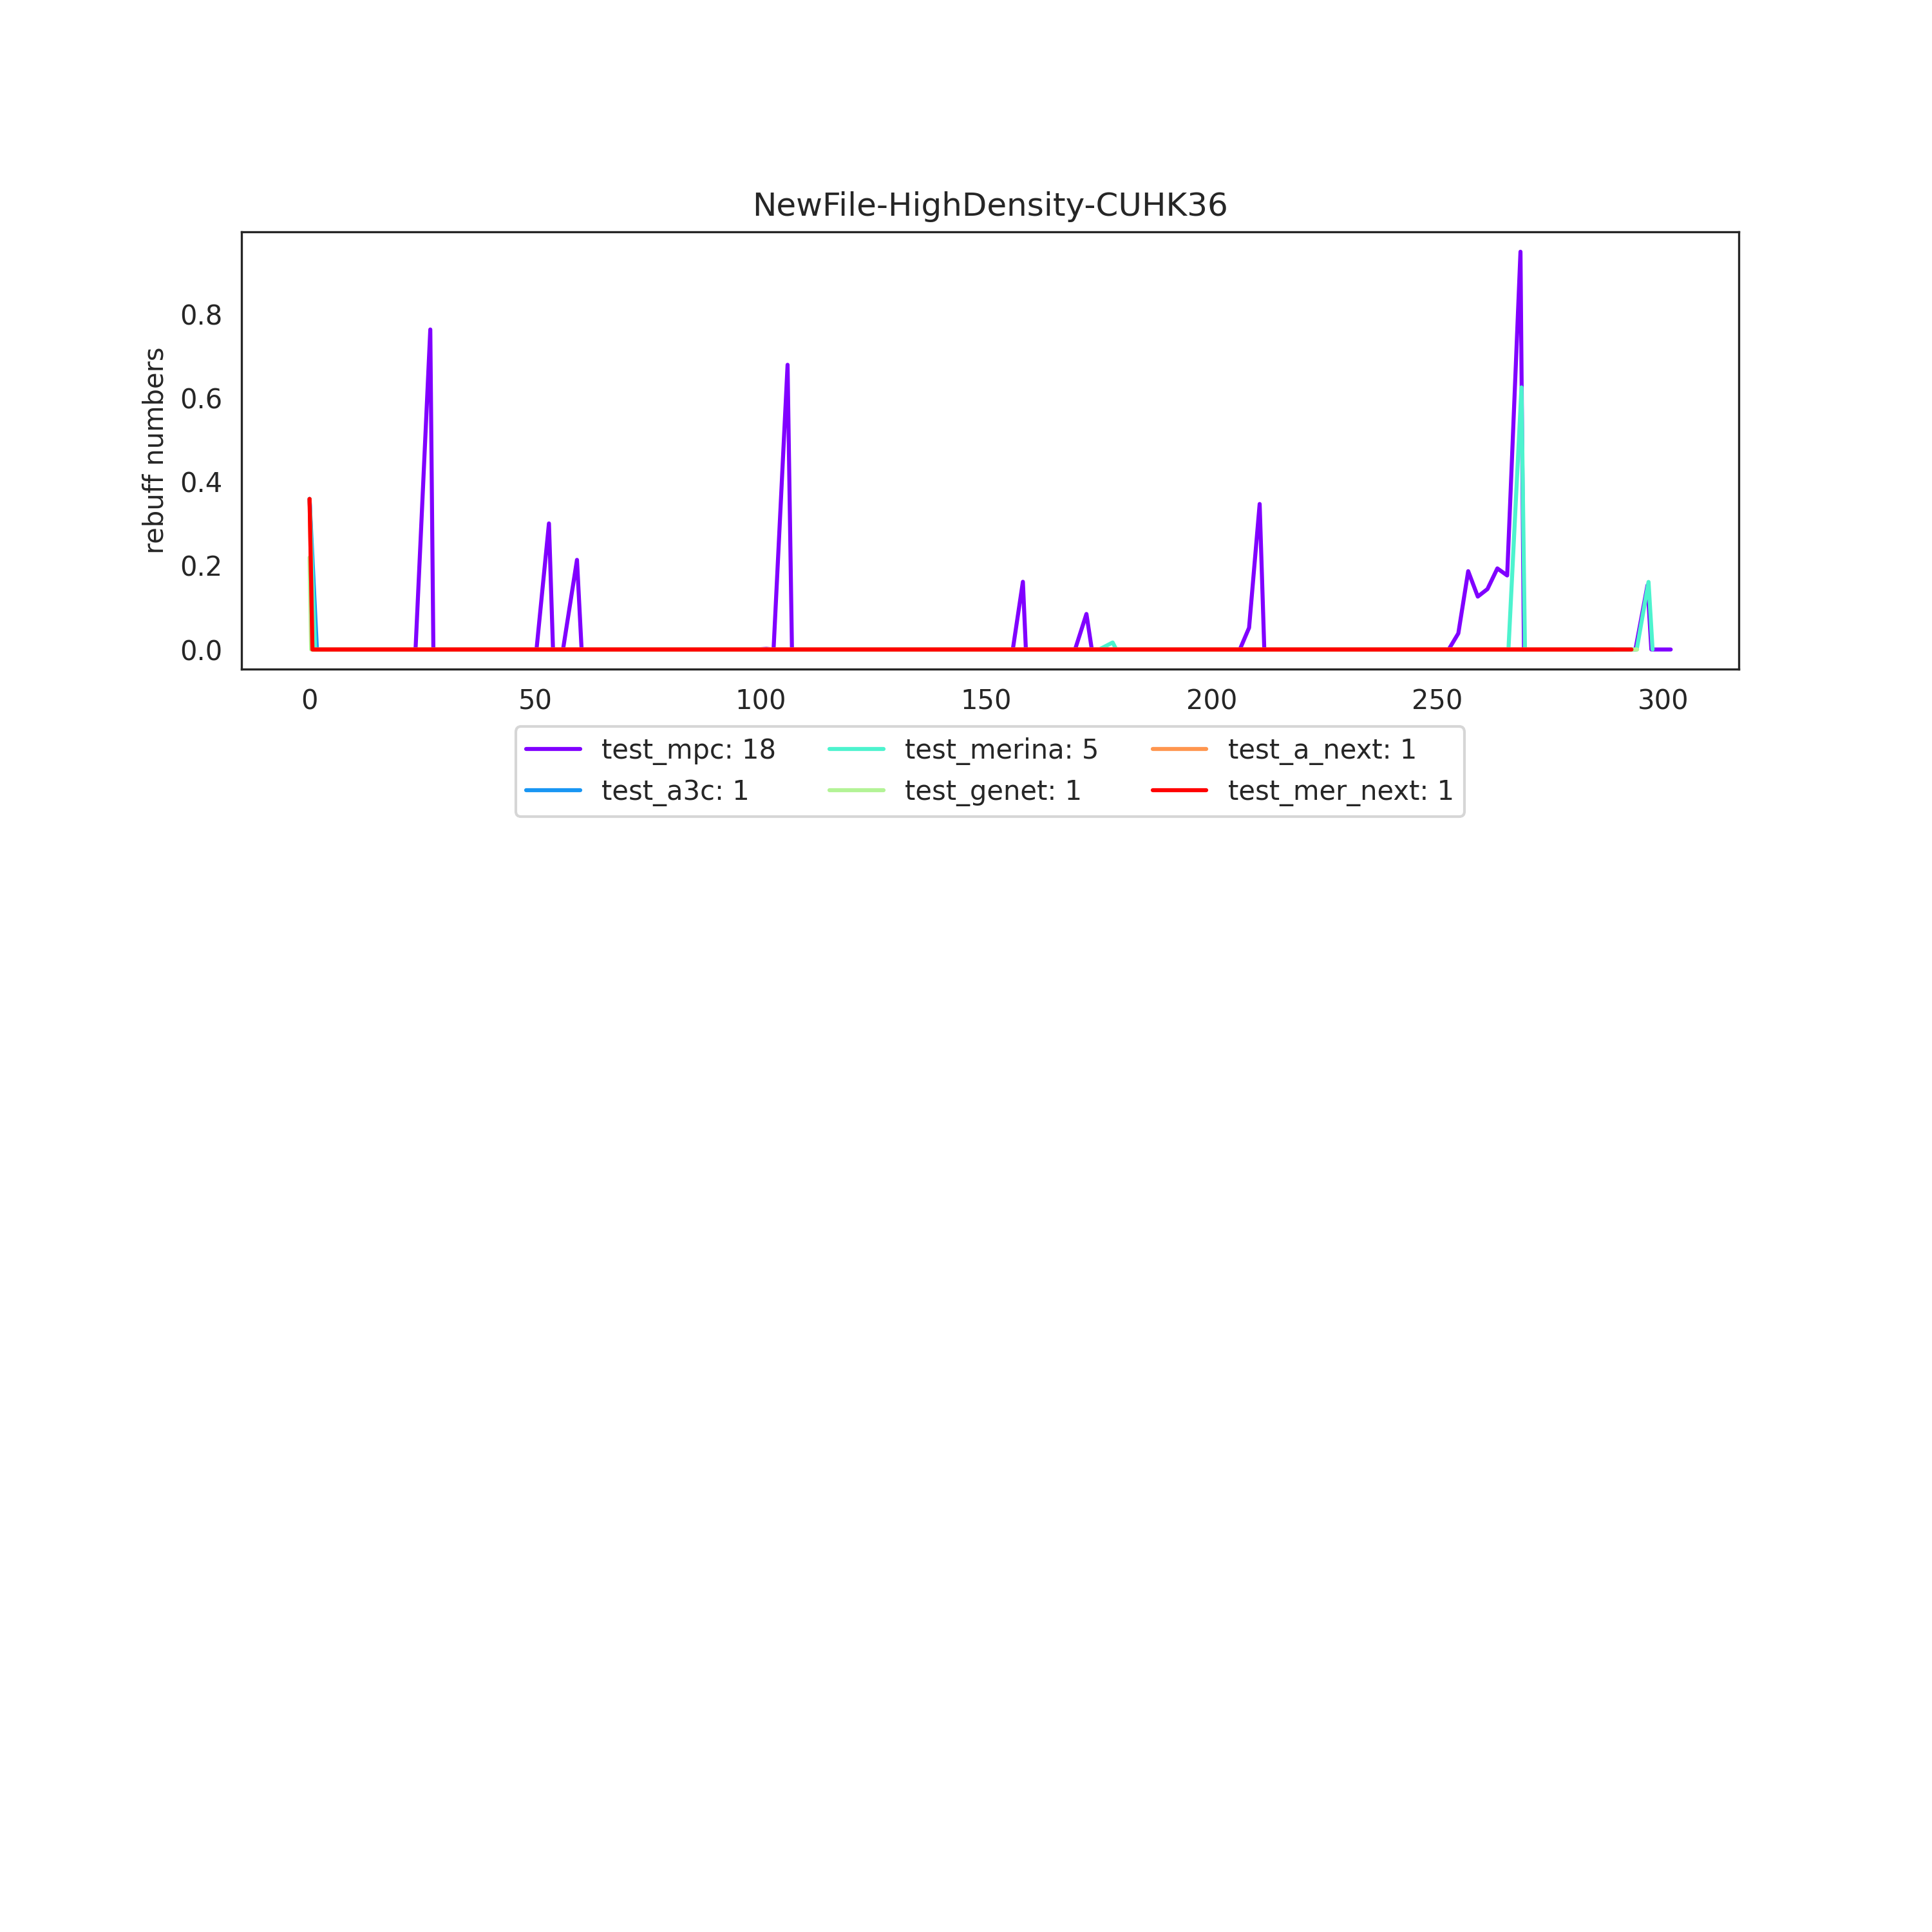 NewFile-HighDensity-CUHK36
rebuff numbers
0.8
0.6
0.4
0.2
0.0
0 50 100 150 200 250 300
test_mpc: 18 test_merina: 5 test_a_next: 1
test_a3c: 1 test_genet: 1 test_mer_next: 1